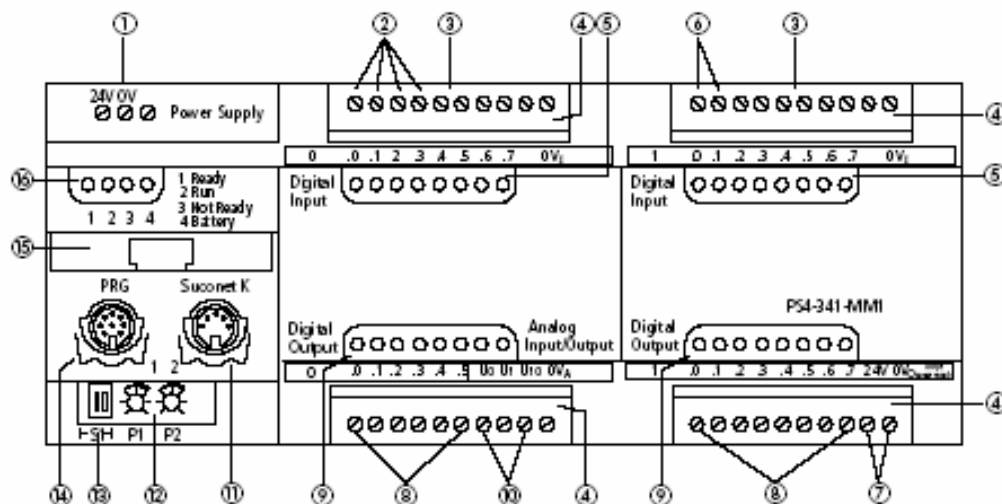 ① ② ③ ④ ⑤ ⑥ ③
24V 0V
Power Supply
④
0 .0 .1 .2 .3 .4 .5 .6 .7 0VI
1 .0 .1 .2 .3 .4 .5 .6 .7 0VI
⑯
1 2 3 4
1 Ready
2 Run
3 Not Ready
4 Battery
Digital
Input
Digital
Input
⑤
⑮
PRG
Suconet K
PS4-341-MM1
Digital
Output
Analog
Input/Output
Digital
Output
1 2
0 .0 .1 .2 .3 .4 .5 U0 U1 U10 0VA
1 .0 .1 .2 .3 .4 .5 .6 .7 24V 0V
④
S1 P1 P2
⑭ ⑬ ⑫ ⑪ ⑨ ⑧ ⑩ ④ ⑨ ⑧ ⑦